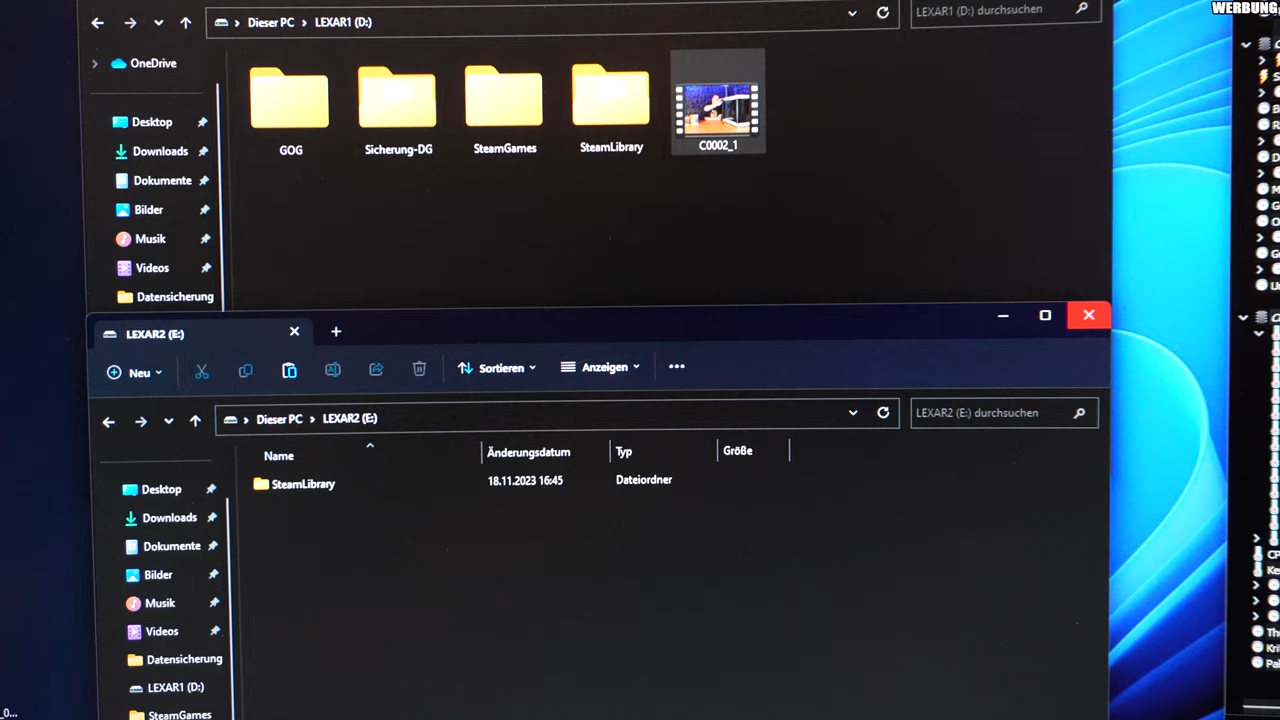 WERBUNG
Dieser PC > LEXAR1 (D:)
LEXAR1 (D:) durchsuchen
OneDrive
Desktop
Downloads
Dokumente
Bilder
Musik
Videos
Datensicherung
GOG
Sicherung-DG
SteamGames
SteamLibrary
C0002_1
LEXAR2 (E:)
Neu
Sortieren
Anzeigen
Dieser PC > LEXAR2 (E:)
LEXAR2 (E:) durchsuchen
Name
Änderungsdatum
Typ
Größe
SteamLibrary
18.11.2023 16:45
Dateiordner
Desktop
Downloads
Dokumente
Bilder
Musik
Videos
Datensicherung
LEXAR1 (D:)
SteamGames
_0...